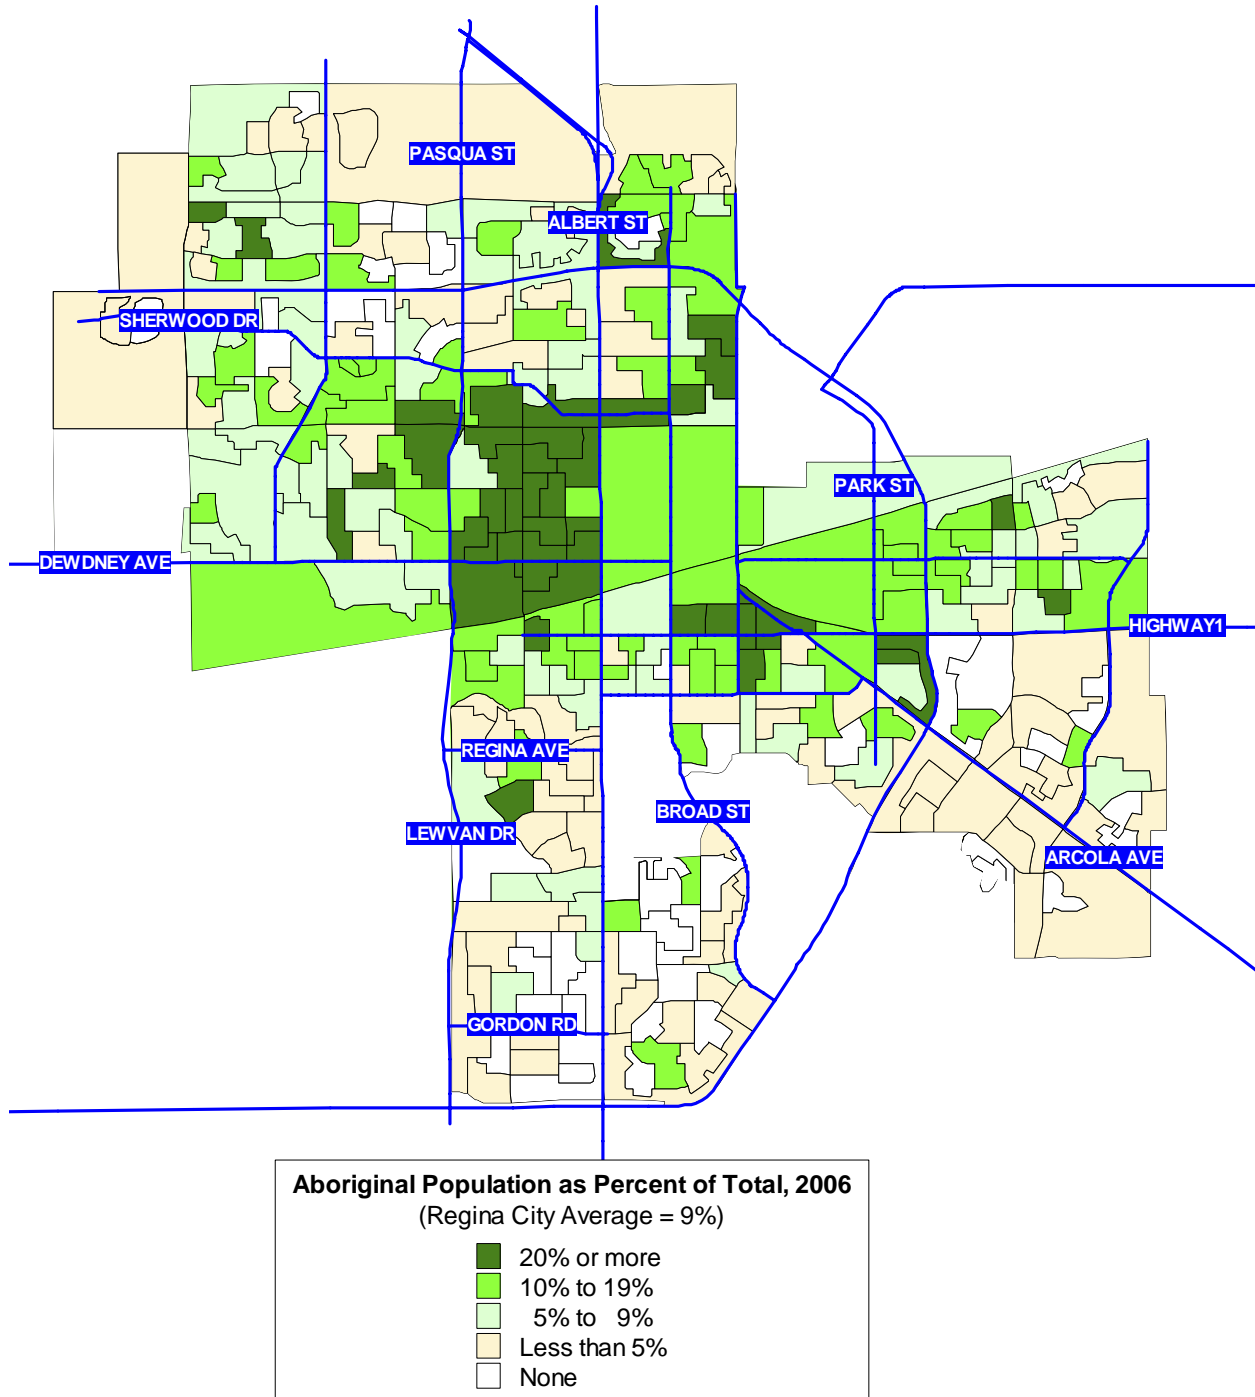 PASQUA ST
ALBERT ST
SHERWOOD DR
PARK ST
DEWDNEY AVE
HIGHWAY1
REGINA AVE
BROAD ST
LEWVAN DR
ARCOLA AVE
GORDON RD
Aboriginal Population as Percent of Total, 2006
(Regina City Average = 9%)
20% or more
10% to 19%
5% to 9%
Less than 5%
None